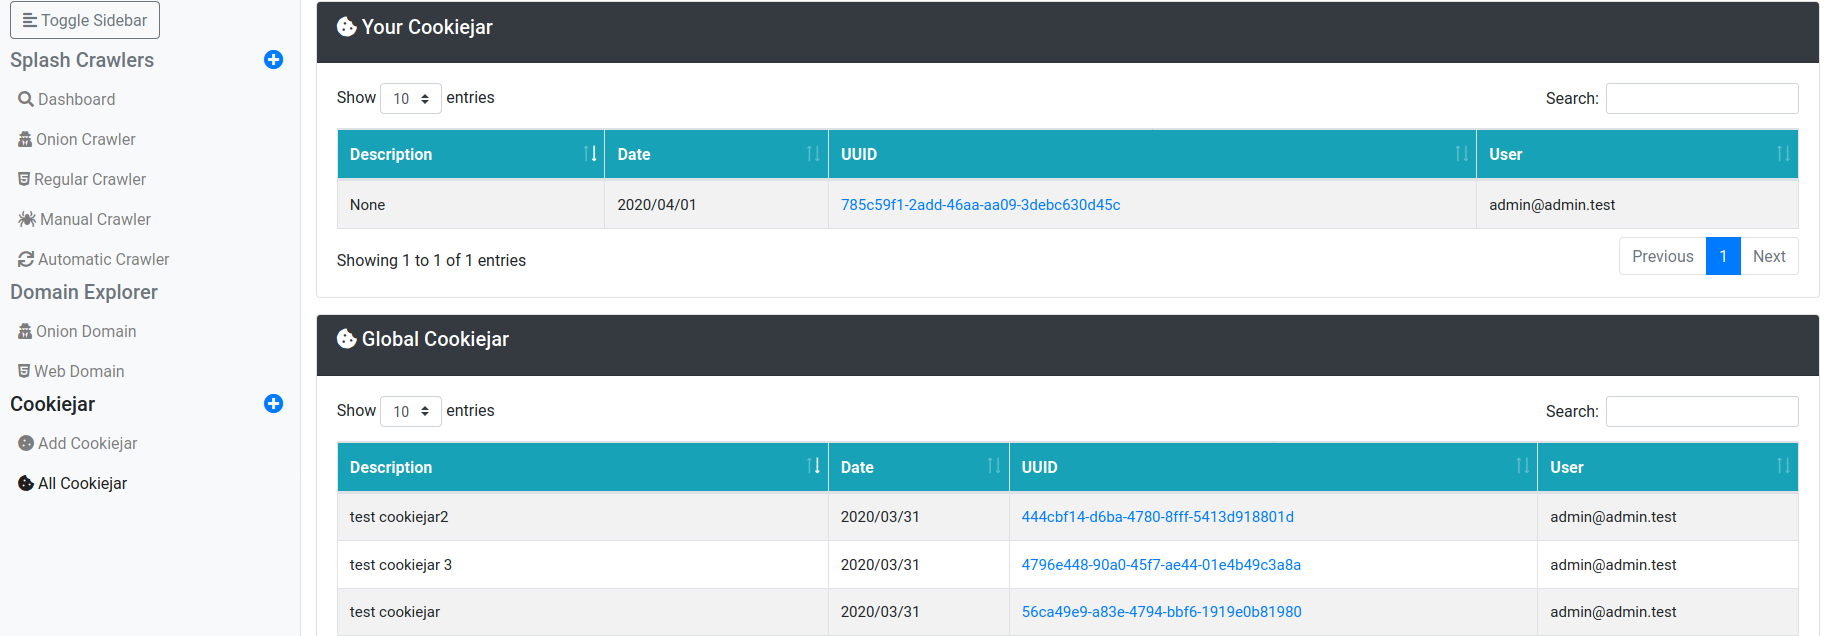 Toggle Sidebar
Splash Crawlers
Dashboard
Onion Crawler
Regular Crawler
Manual Crawler
Automatic Crawler
Domain Explorer
Onion Domain
Web Domain
Cookiejar
Add Cookiejar
All Cookiejar
Your Cookiejar
Show 10 entries Search:
Description Date UUID User
None 2020/04/01 785c59f1-2add-46aa-aa09-3debc630d45c admin@admin.test
Showing 1 to 1 of 1 entries Previous 1 Next
Global Cookiejar
Show 10 entries Search:
Description Date UUID User
test cookiejar2 2020/03/31 444cbf14-d6ba-4780-8fff-5413d918801d admin@admin.test
test cookiejar 3 2020/03/31 4796e448-90a0-45f7-ae44-01e4b49c3a8a admin@admin.test
test cookiejar 2020/03/31 56ca49e9-a83e-4794-bbf6-1919e0b81980 admin@admin.test